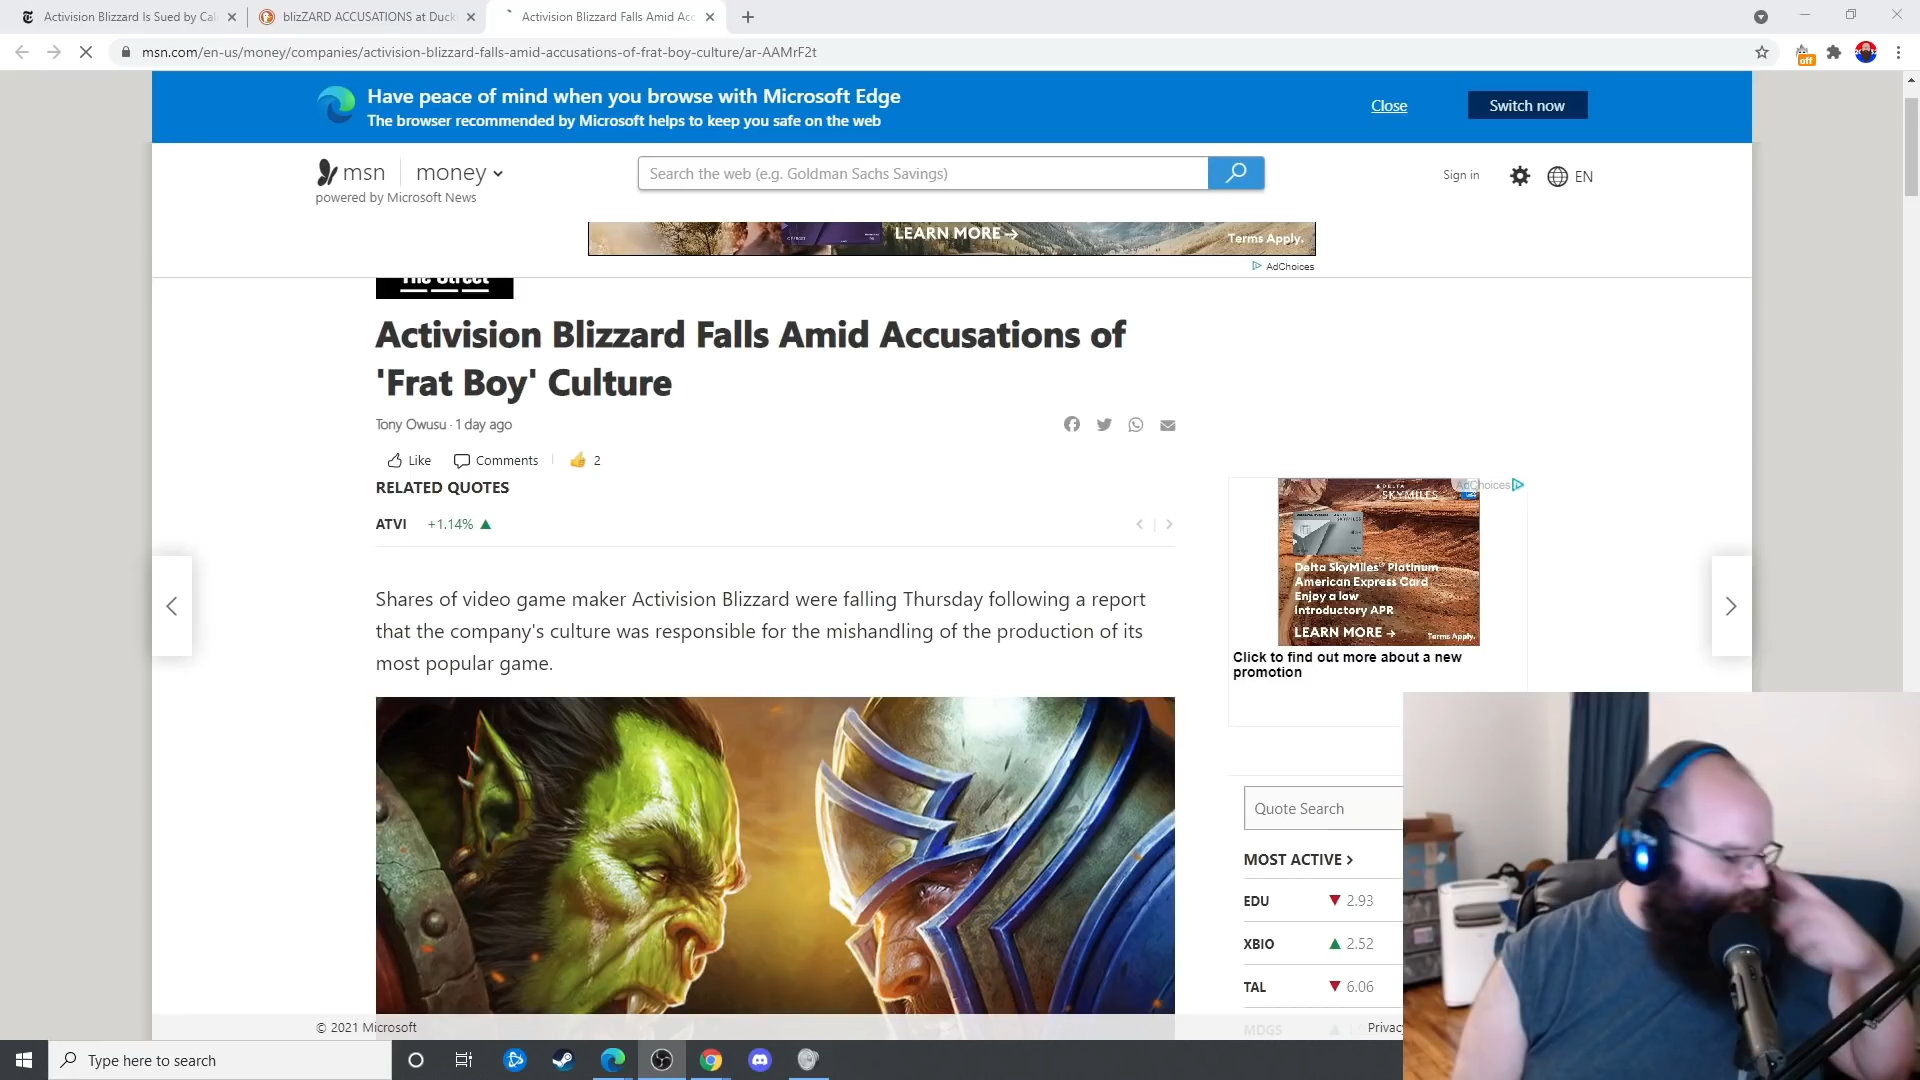 Activision Blizzard Is Sued by Cal
blizZARD ACCUSATIONS at Duck
Activision Blizzard Falls Amid Acc
msn.com/en-us/money/companies/activision-blizzard-falls-amid-accusations-of-frat-boy-culture/ar-AAMrF2t
off
Have peace of mind when you browse with Microsoft Edge
The browser recommended by Microsoft helps to keep you safe on the web
Close
Switch now
msn
money
powered by Microsoft News
Search the web (e.g. Goldman Sachs Savings)
Sign in
EN
LEARN MORE →
Terms Apply.
AdChoices
The Street
Activision Blizzard Falls Amid Accusations of
'Frat Boy' Culture
Tony Owusu · 1 day ago
Like
Comments
2
RELATED QUOTES
ATVI +1.14%
Shares of video game maker Activision Blizzard were falling Thursday following a report
that the company's culture was responsible for the mishandling of the production of its
most popular game.
AdChoices
DELTA
SKYMILES
Delta SkyMiles® Platinum
American Express Card
Enjoy a low
introductory APR
LEARN MORE →
Terms Apply.
Click to find out more about a new
promotion
Quote Search
MOST ACTIVE >
EDU ▼ 2.93
XBIO ▲ 2.52
TAL ▼ 6.06
MDGS
© 2021 Microsoft
Privac
Type here to search